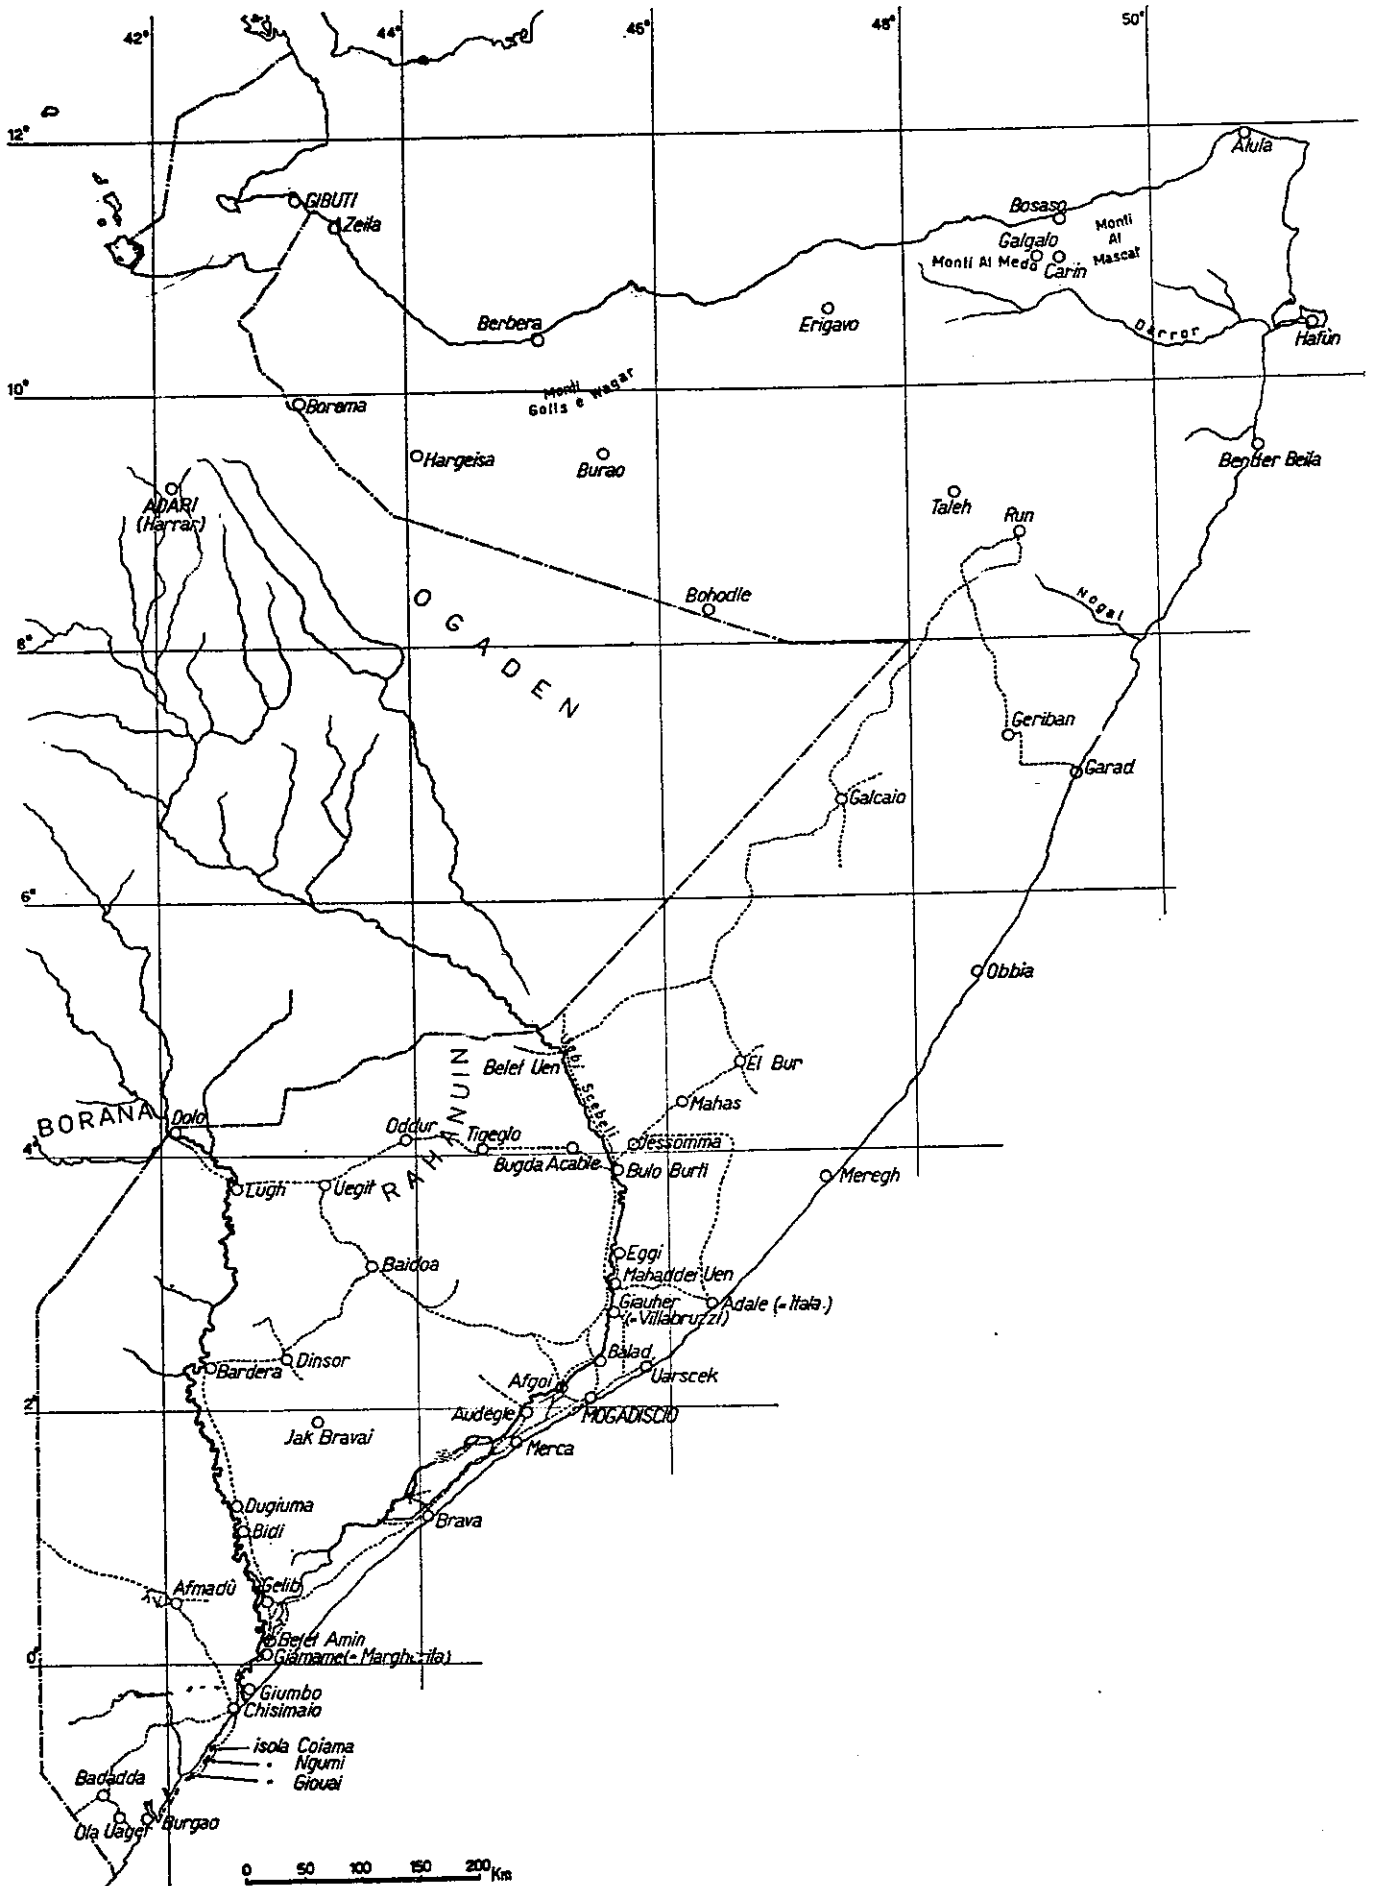 42°
44°
46°
48°
50°
12°
Alula
GIBUTI
Zeila
Bosaso
Monti
Al
Mascat
Galgalo
Monti Al Medo
Carin
Berbera
Erigavo
Darror
Hafùn
10°
Monti
Golis e Wagar
Borama
Hargeisa
Burao
Bender Beila
ADARI
(Harrar)
Taleh
Run
OGADEN
Bohodle
Nogal
8°
Geriban
Garad
Galcaio
6°
Obbia
Belet Uen
Uebi Scebeli
El Bur
Mahas
BORANA
Dolo
RAHANUIN
Oddur
Tigeglo
Jessomma
4°
Bugda Acable
Bulo Burti
Meregh
Lugh
Uegit
Eggi
Baidoa
Mahaddei Uen
Adale (=Itala)
Giauher
(=Villabruzzi)
Balad
Bardera
Dinsor
Uarscek
Afgoi
2°
Audegle
MOGADISCIO
Jak Bravai
Merca
Dugiuma
Brava
Bidi
Afmadù
Gelib
Belet Amin
0°
Giamame(=Margherita)
Giumbo
Chisimaio
isola Coiama
" Ngumi
" Giouai
Badadda
Ola Uager
Burgao
0 50 100 150 200 Km